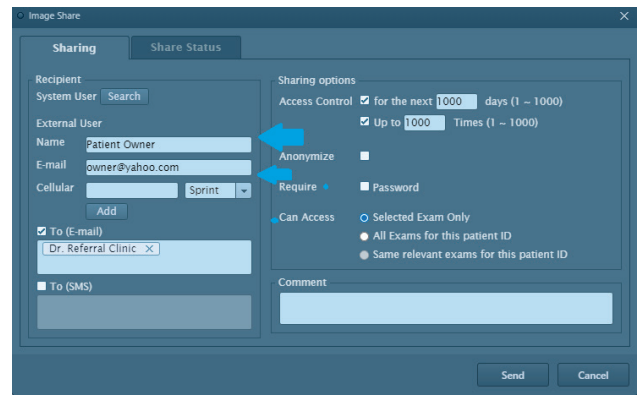 Image Share
Sharing
Share Status
Recipient
System User Search
External User
Name Patient Owner
E-mail owner@yahoo.com
Cellular Sprint
Add
To (E-mail)
Dr. Referral Clinic
To (SMS)
Sharing options
Access Control for the next 1000 days (1 ~ 1000)
Up to 1000 Times (1 ~ 1000)
Anonymize
Require Password
Can Access Selected Exam Only
All Exams for this patient ID
Same relevant exams for this patient ID
Comment
Send Cancel